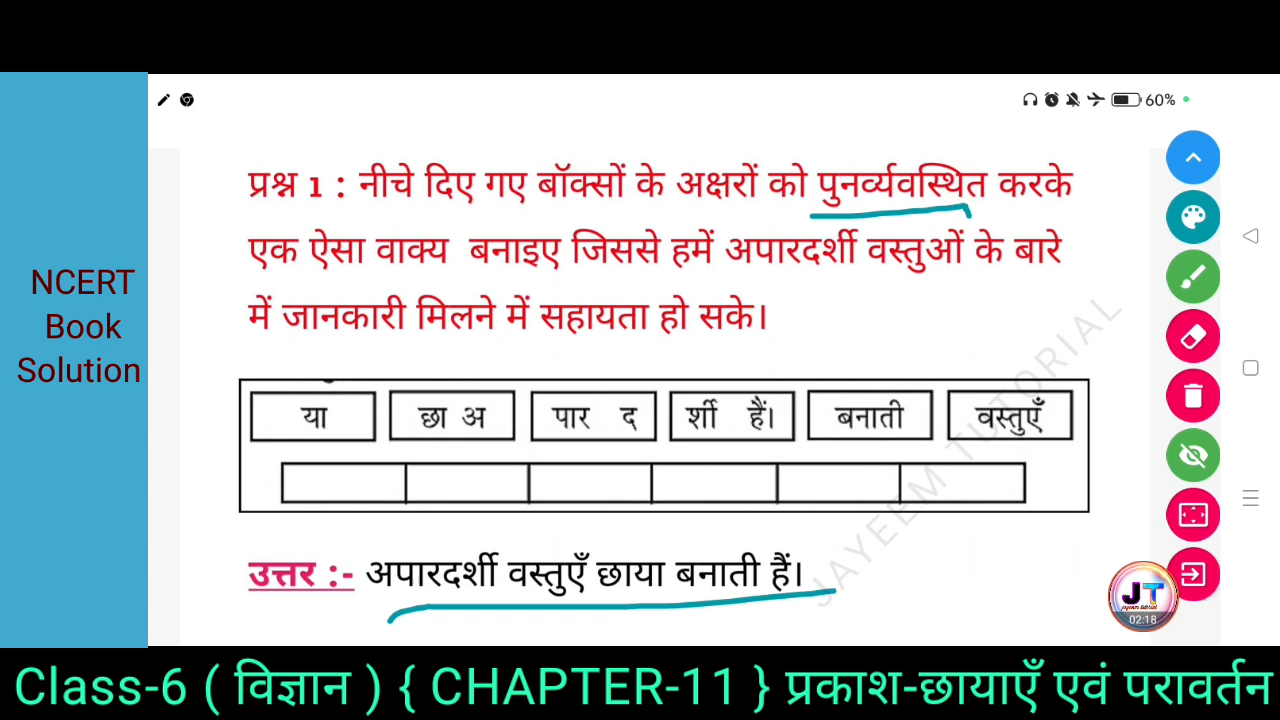 60%
NCERT
Book
Solution
प्रश्न 1 : नीचे दिए गए बॉक्सों के अक्षरों को पुनर्व्यवस्थित करके
एक ऐसा वाक्य बनाइए जिससे हमें अपारदर्शी वस्तुओं के बारे
में जानकारी मिलने में सहायता हो सके।
या छा अ पार द र्शी हैं। बनाती वस्तुएँ
उत्तर :- अपारदर्शी वस्तुएँ छाया बनाती हैं।
JAYEEM TUTORIAL
JT
jayeem tutorial
02:18
Class-6 ( विज्ञान ) { CHAPTER-11 } प्रकाश-छायाएँ एवं परावर्तन